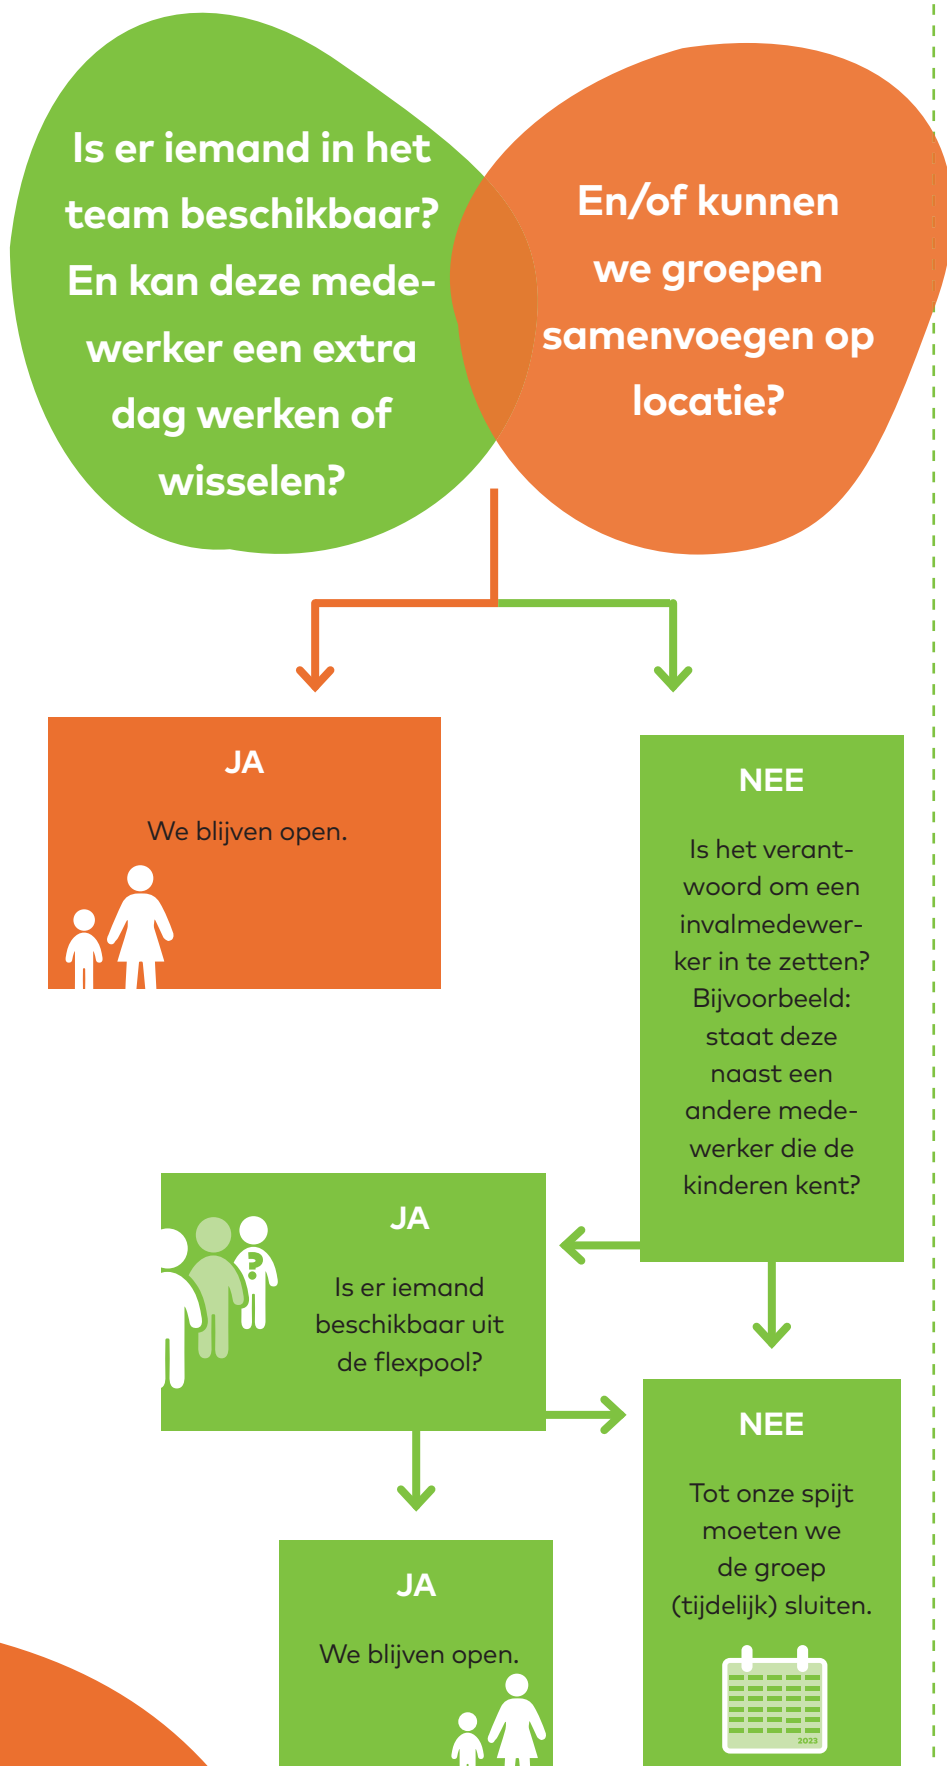 Is er iemand in het
team beschikbaar?
En kan deze mede-
werker een extra
dag werken of
wisselen?
En/of kunnen
we groepen
samenvoegen op
locatie?
JA
We blijven open.
NEE
Is het verant-
woord om een
invalmedewer-
ker in te zetten?
Bijvoorbeeld:
staat deze
naast een
andere mede-
werker die de
kinderen kent?
JA
Is er iemand
beschikbaar uit
de flexpool?
?
JA
We blijven open.
NEE
Tot onze spijt
moeten we
de groep
(tijdelijk) sluiten.
2023